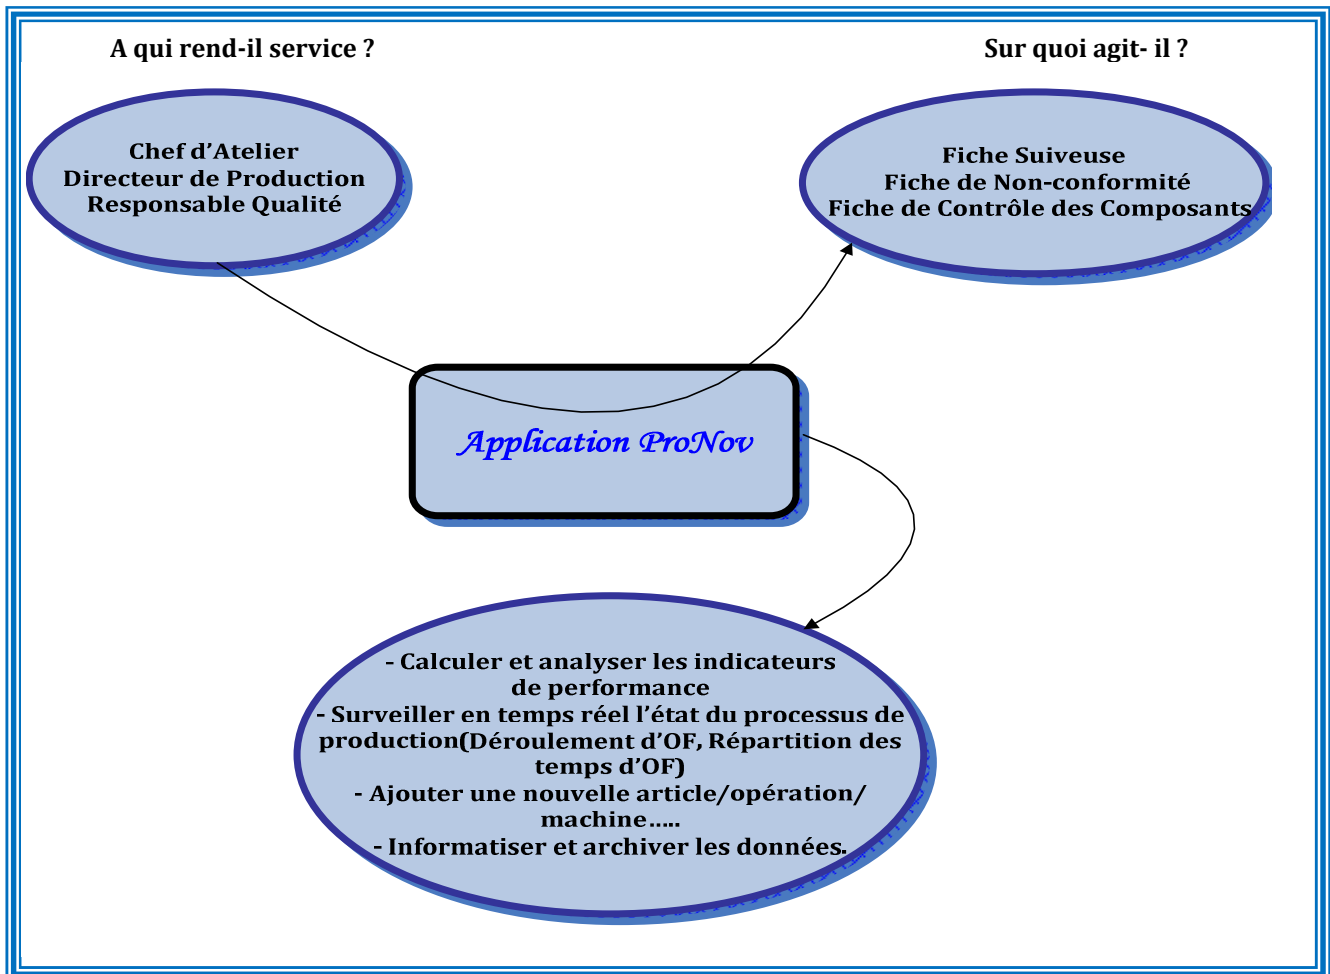 A qui rend-il service ?
Sur quoi agit- il ?
Chef d’Atelier
Directeur de Production
Responsable Qualité
Fiche Suiveuse
Fiche de Non-conformité
Fiche de Contrôle des Composants
Application ProNov
- Calculer et analyser les indicateurs
de performance
- Surveiller en temps réel l’état du processus de
production(Déroulement d’OF, Répartition des
temps d’OF)
- Ajouter une nouvelle article/opération/
machine…..
- Informatiser et archiver les données.